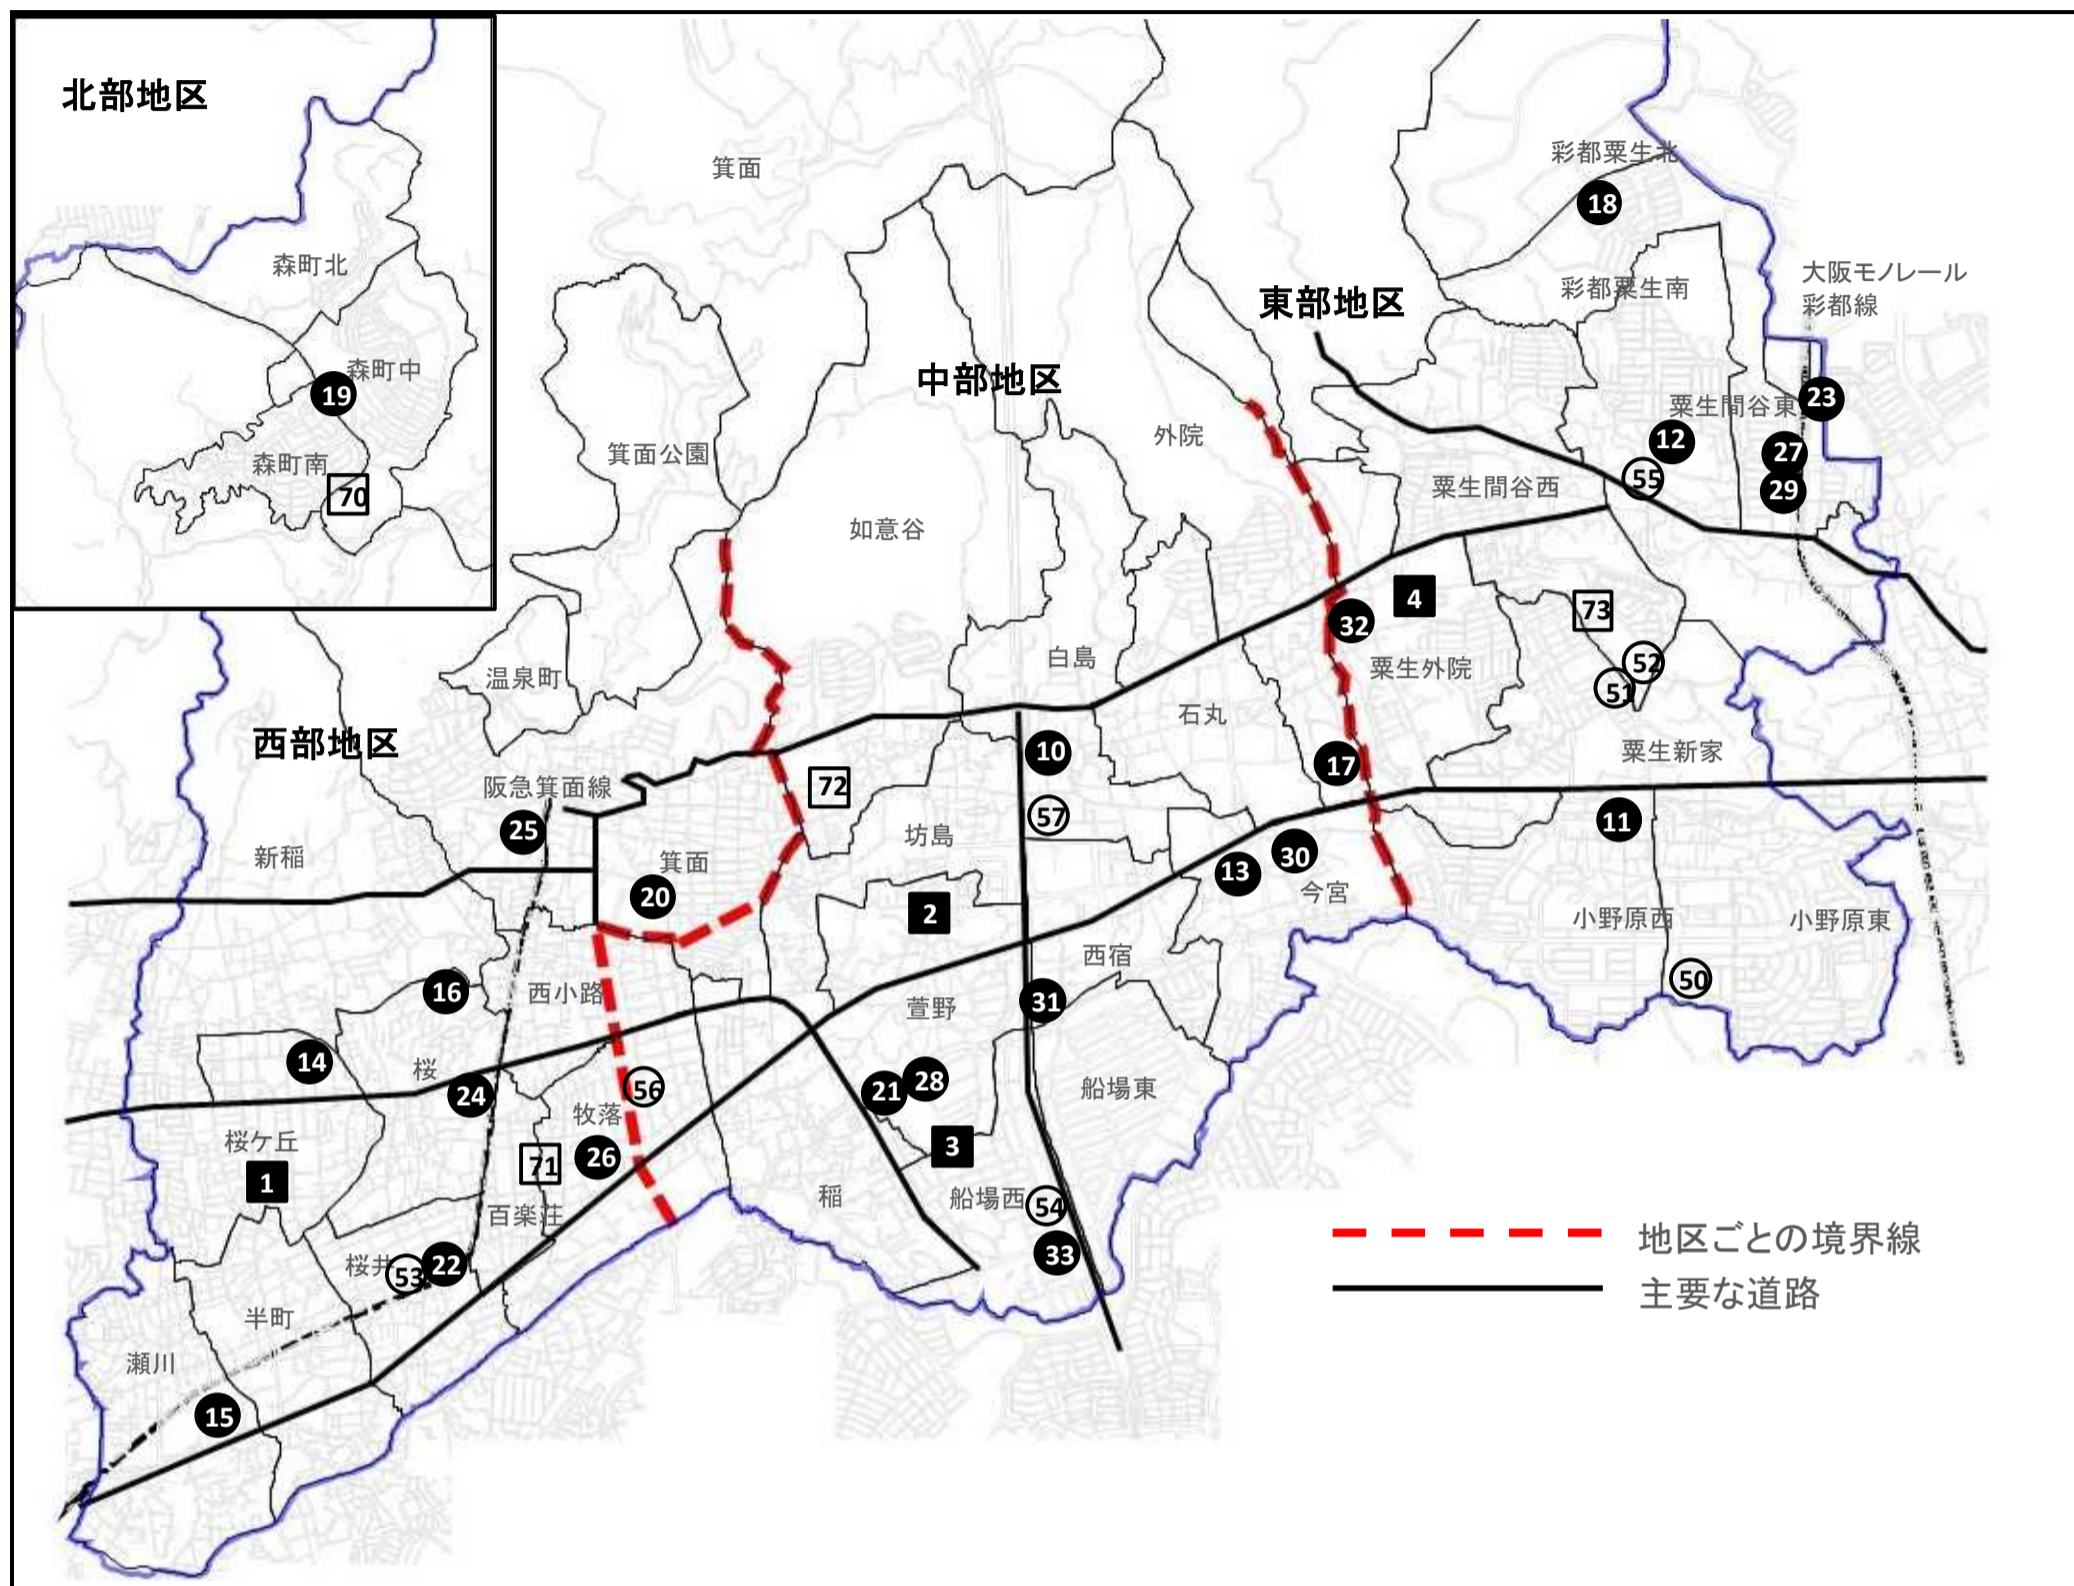 北部地区
箕面
彩都粟生北
18
森町北
大阪モノレール
彩都線
彩都粟生南
東部地区
森町中
19
中部地区
23
粟生間谷東
12
27
外院
箕面公園
森町南
70
粟生間谷西
55
29
如意谷
4
73
32
白島
52
粟生外院
51
温泉町
石丸
西部地区
10
粟生新家
17
阪急箕面線
72
57
11
25
坊島
新稲
箕面
30
13
今宮
20
2
小野原西
小野原東
西宿
50
16
西小路
31
萱野
14
桜
24
56
21
28
船場東
牧落
桜ケ丘
26
3
71
1
稲
船場西
54
百楽荘
地区ごとの境界線
33
桜井
53
22
主要な道路
半町
瀬川
15